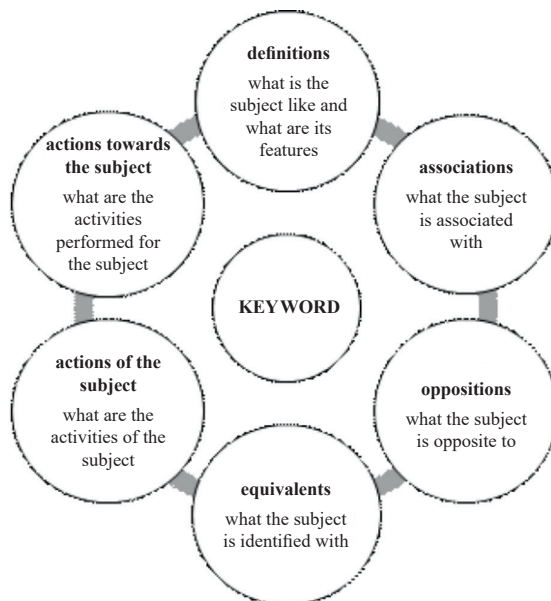 definitions
what is the
subject like and
what are its
features
associations
what the subject
is associated
with
oppositions
what the subject
is opposite to
equivalents
what the subject
is identified with
actions of the
subject
what are the
activities of the
subject
actions towards
the subject
what are the
activities
performed for
the subject
KEYWORD